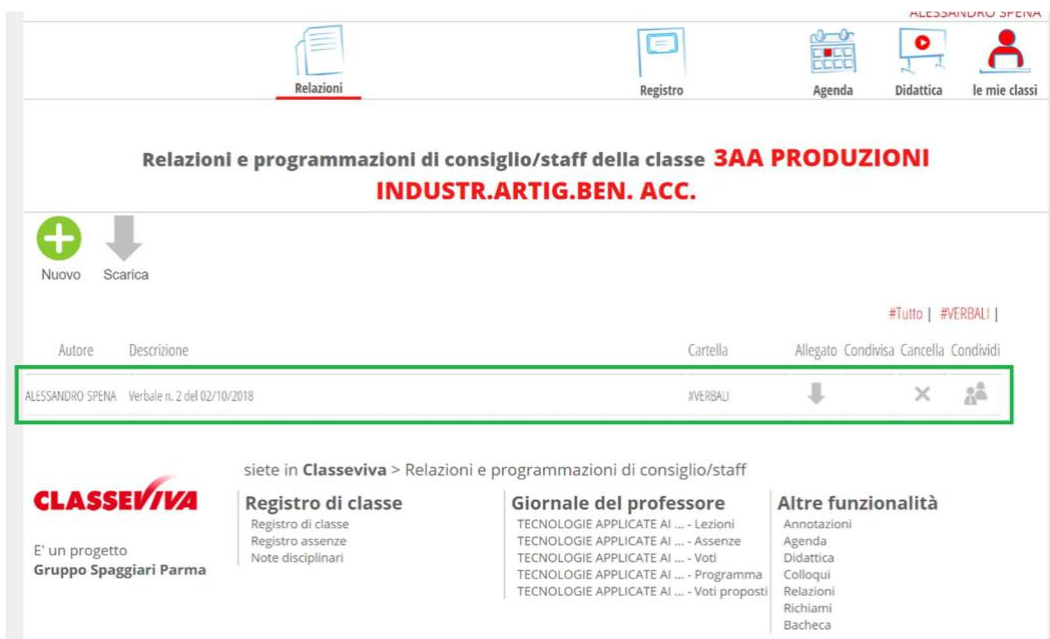 ALESSANDRO SPENA
Relazioni
Registro
Agenda
Didattica
le mie classi
Relazioni e programmazioni di consiglio/staff della classe 3AA PRODUZIONI
INDUSTR.ARTIG.BEN. ACC.
Nuovo
Scarica
#Tutto | #VERBALI |
Autore Descrizione Cartella Allegato Condivisa Cancella Condividi
ALESSANDRO SPENA Verbale n. 2 del 02/10/2018 #VERBALI
siete in Classeviva > Relazioni e programmazioni di consiglio/staff
CLASSEVIVA
E' un progetto
Gruppo Spaggiari Parma
Registro di classe
Registro di classe
Registro assenze
Note disciplinari
Giornale del professore
TECNOLOGIE APPLICATE AI ... - Lezioni
TECNOLOGIE APPLICATE AI ... - Assenze
TECNOLOGIE APPLICATE AI ... - Voti
TECNOLOGIE APPLICATE AI ... - Programma
TECNOLOGIE APPLICATE AI ... - Voti proposti
Altre funzionalità
Annotazioni
Agenda
Didattica
Colloqui
Relazioni
Richiami
Bacheca